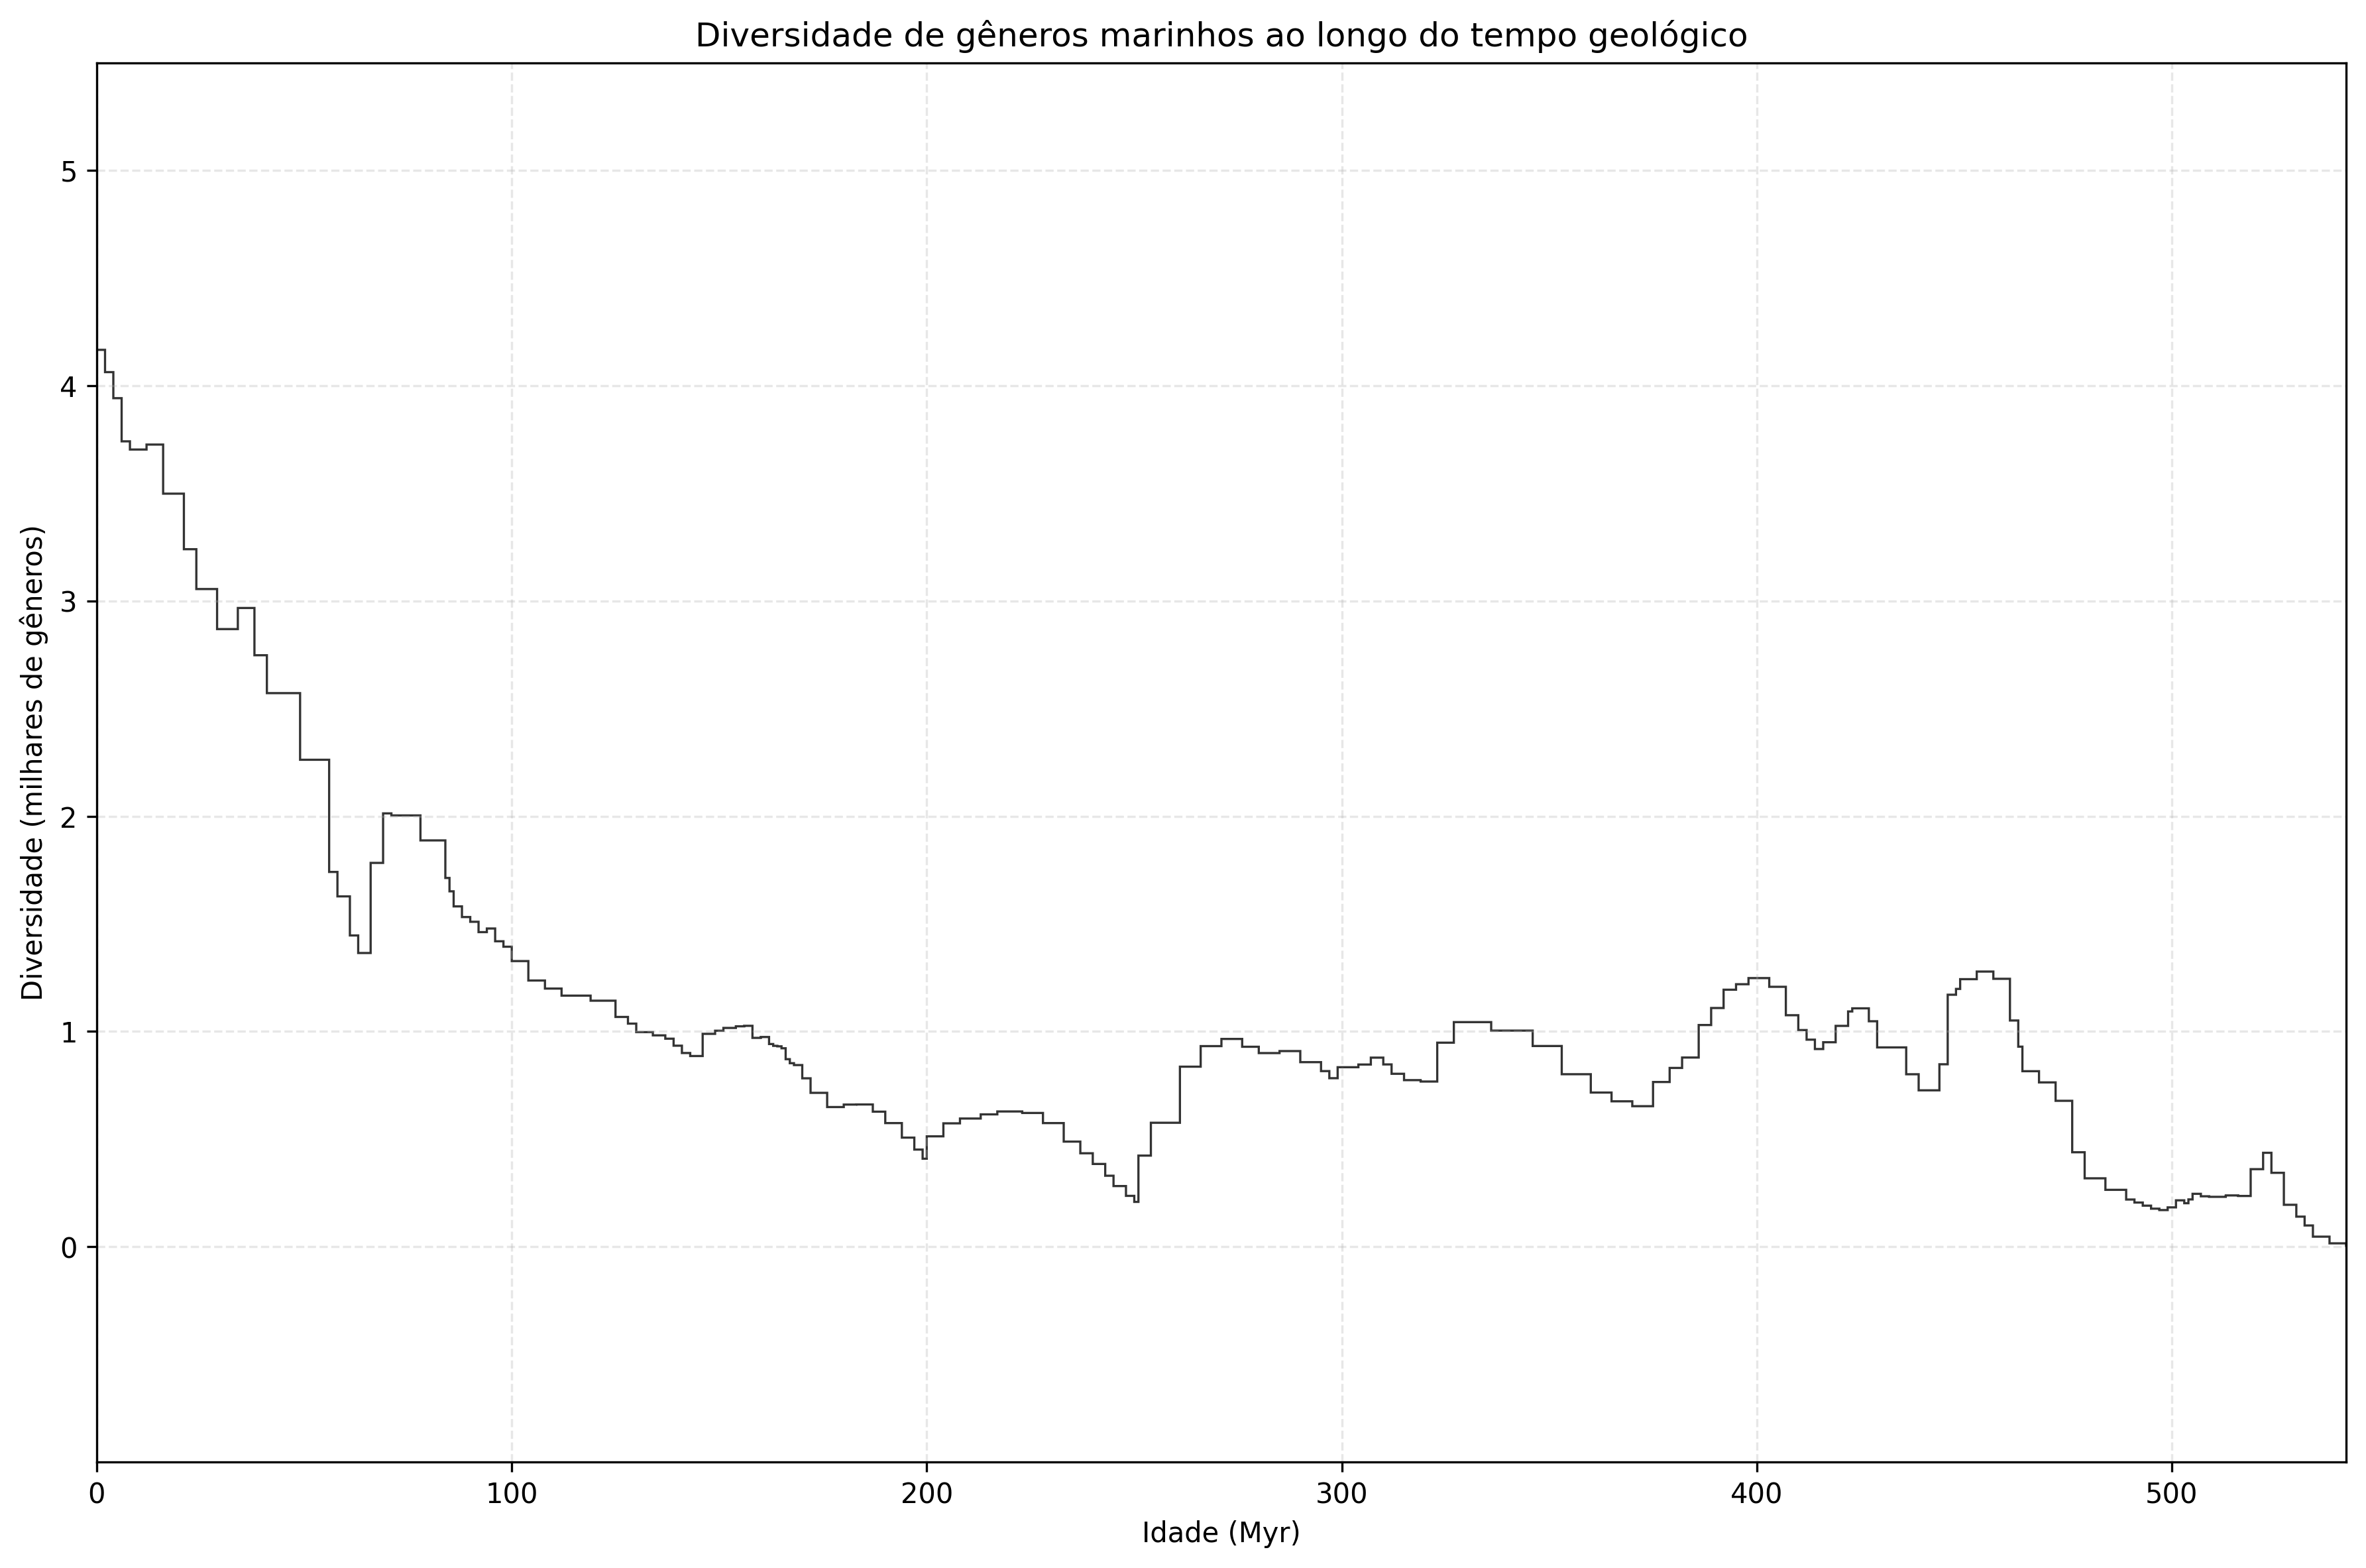 Diversidade de gêneros marinhos ao longo do tempo geológico
Diversidade (milhares de gêneros)
5
4
3
2
1
0
0 100 200 300 400 500
Idade (Myr)